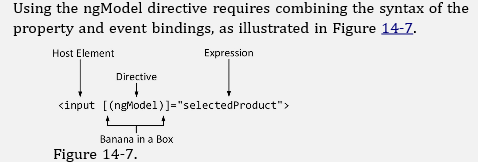 Using the ngModel directive requires combining the syntax of the
property and event bindings, as illustrated in Figure 14-7.
Host Element Expression
Directive
<input [(ngModel)]="selectedProduct">
Banana in a Box
Figure 14-7.